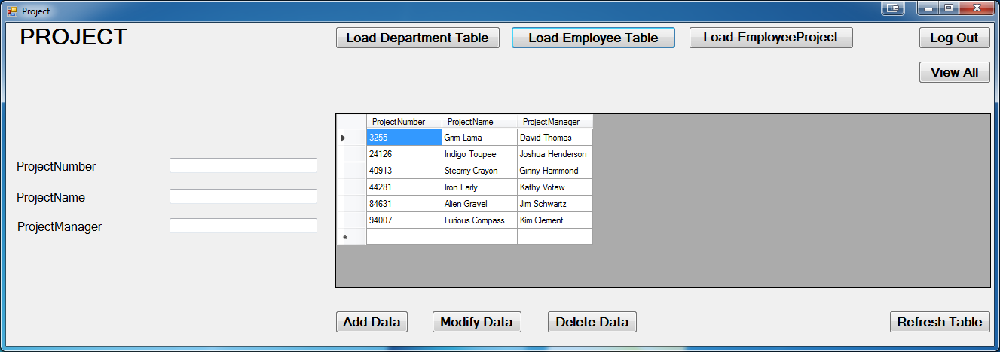 Project
PROJECT
Load Department Table
Load Employee Table
Load EmployeeProject
Log Out
View All
ProjectNumber ProjectName ProjectManager
3255 Grim Lama David Thomas
24126 Indigo Toupee Joshua Henderson
40913 Steamy Crayon Ginny Hammond
44281 Iron Early Kathy Votaw
84631 Alien Gravel Jim Schwartz
94007 Furious Compass Kim Clement
*
ProjectNumber
ProjectName
ProjectManager
Add Data
Modify Data
Delete Data
Refresh Table